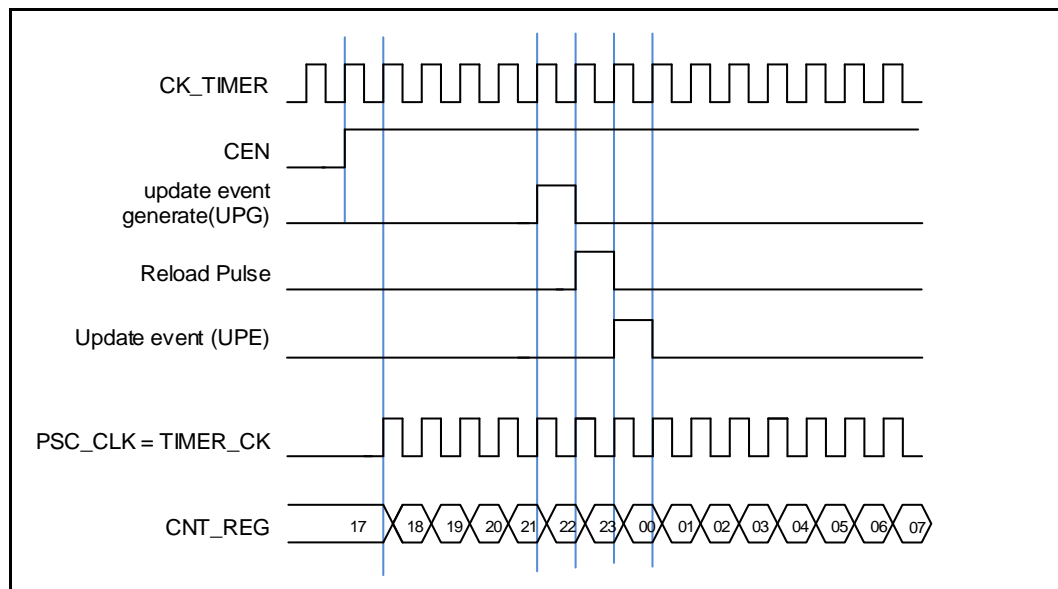 CK_TIMER
CEN
update event
generate(UPG)
Reload Pulse
Update event (UPE)
PSC_CLK = TIMER_CK
CNT_REG 17 18 19 20 21 22 23 00 01 02 03 04 05 06 07